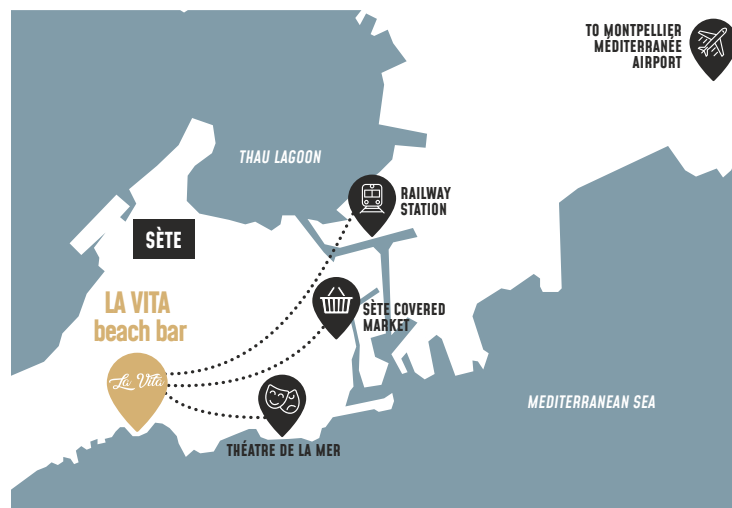 TO MONTPELLIER
MÉDITERRANÉE
AIRPORT
THAU LAGOON
RAILWAY
STATION
SÈTE
LA VITA
beach bar
SÈTE COVERED
MARKET
La Vita
MEDITERRANEAN SEA
THÉATRE DE LA MER